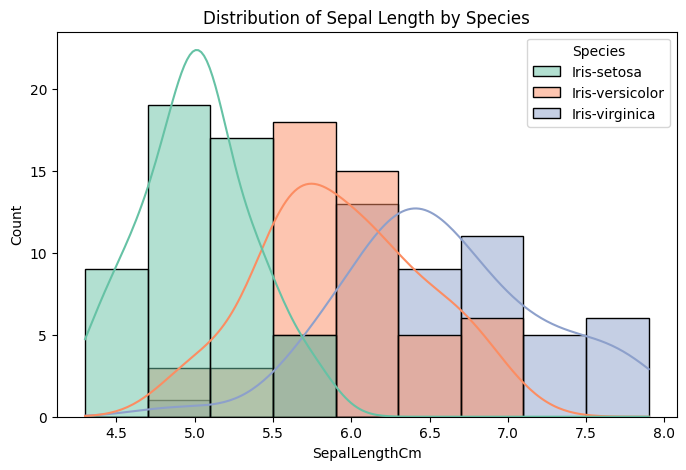 Distribution of Sepal Length by Species
Species
Iris-setosa
Iris-versicolor
Iris-virginica
Count
20
15
10
5
0
4.5 5.0 5.5 6.0 6.5 7.0 7.5 8.0
SepalLengthCm